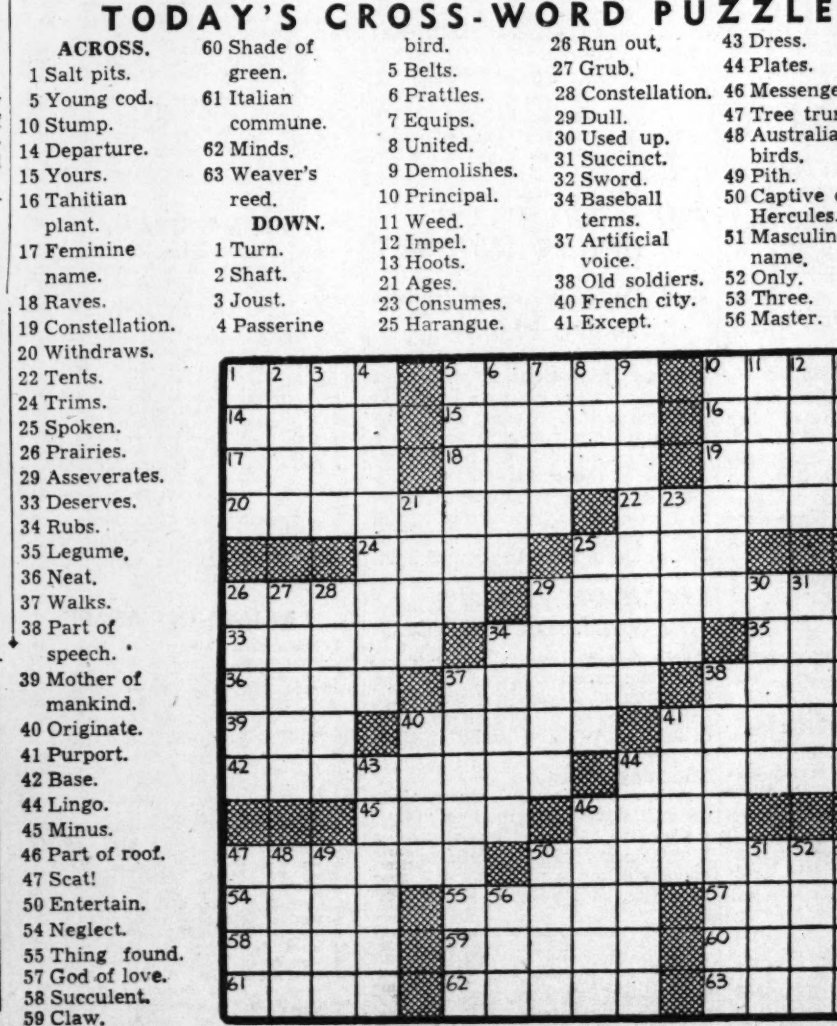 TODAY'S CROSS-WORD PUZZLE
ACROSS.
1 Salt pits.
5 Young cod.
10 Stump.
14 Departure.
15 Yours.
16 Tahitian
plant.
17 Feminine
name.
18 Raves.
19 Constellation.
20 Withdraws.
22 Tents.
24 Trims.
25 Spoken.
26 Prairies.
29 Asseverates.
33 Deserves.
34 Rubs.
35 Legume.
36 Neat.
37 Walks.
38 Part of
speech.
39 Mother of
mankind.
40 Originate.
41 Purport.
42 Base.
44 Lingo.
45 Minus.
46 Part of roof.
47 Scat!
50 Entertain.
54 Neglect.
55 Thing found.
57 God of love.
58 Succulent.
59 Claw.
60 Shade of
green.
61 Italian
commune.
62 Minds.
63 Weaver's
reed.
DOWN.
1 Turn.
2 Shaft.
3 Joust.
4 Passerine
bird.
5 Belts.
6 Prattles.
7 Equips.
8 United.
9 Demolishes.
10 Principal.
11 Weed.
12 Impel.
13 Hoots.
21 Ages.
23 Consumes.
25 Harangue.
26 Run out.
27 Grub.
28 Constellation.
29 Dull.
30 Used up.
31 Succinct.
32 Sword.
34 Baseball
terms.
37 Artificial
voice.
38 Old soldiers.
40 French city.
41 Except.
43 Dress.
44 Plates.
46 Messenge
47 Tree tru
48 Australia
birds.
49 Pith.
50 Captive
Hercules.
51 Masculin
name.
52 Only.
53 Three.
56 Master.
1 2 3 4 5 6 7 8 9 10 11 12
14 15 16
17 18 19
20 21 22 23
24 25
26 27 28 29 30 31
33 34 35
36 37 38
39 40 41
42 43 44
45 46
47 48 49 50 51 52
54 55 56 57
58 59 60
61 62 63